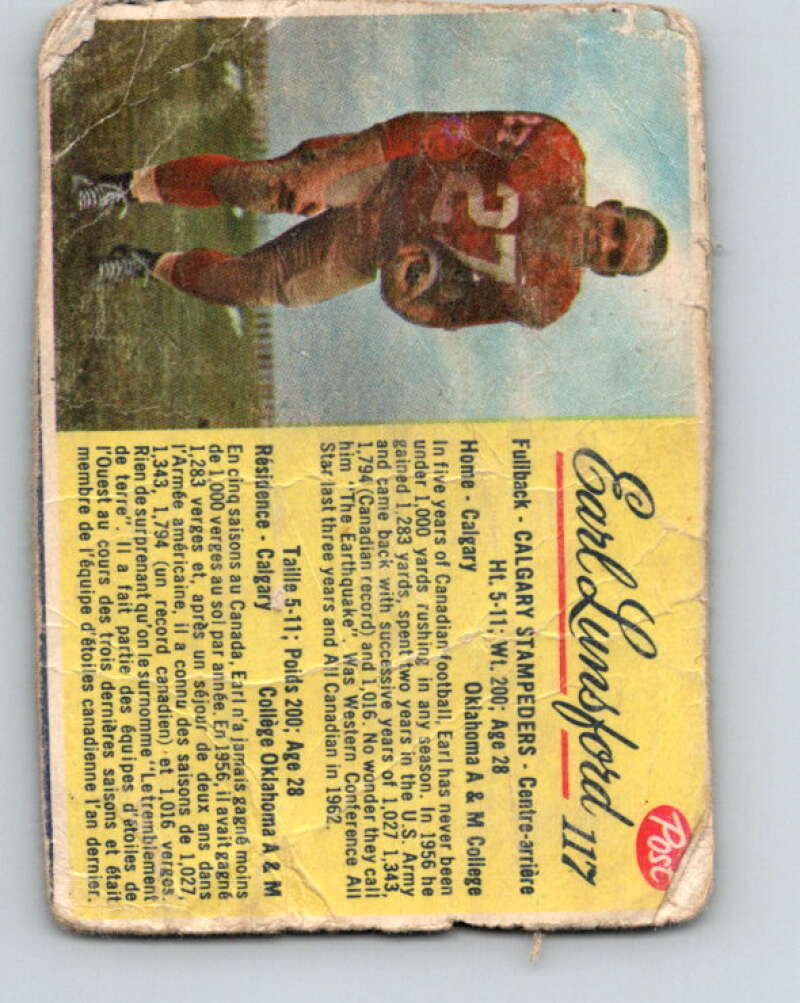 Earl Lunsford 117
Post
Fullback - CALGARY STAMPEDERS - Centre-arrière
Ht. 5-11; Wt. 200; Age 28
Home - Calgary Oklahoma A & M College
In five years of Canadian football, Earl has never been
under 1,000 yards rushing in any season. In 1956 he
gained 1,283 yards, spent two years in the U.S. Army
and came back with successive years of 1,027 1,343,
1,794 (Canadian record) and 1,016. No wonder they call
him "The Earthquake". Was Western Conference All
Star last three years and All Canadian in 1962.
Taille 5-11; Poids 200; Age 28
Résidence - Calgary Collège Oklahoma A & M
En cinq saisons au Canada, Earl n'a jamais gagné moins
de 1,000 verges au sol par année. En 1956, il avait gagné
1,283 verges et, après un séjour de deux ans dans
l'Armée américaine, il a connu des saisons de 1,027,
1,343, 1,794 (un record canadien) et 1,016 verges.
Rien de surprenant qu'on le surnomme "Le tremblement
de terre". Il a fait partie des équipes d'étoiles de
l'Ouest au cours des trois dernières saisons et était
membre de l'équipe d'étoiles canadienne l'an dernier.
27